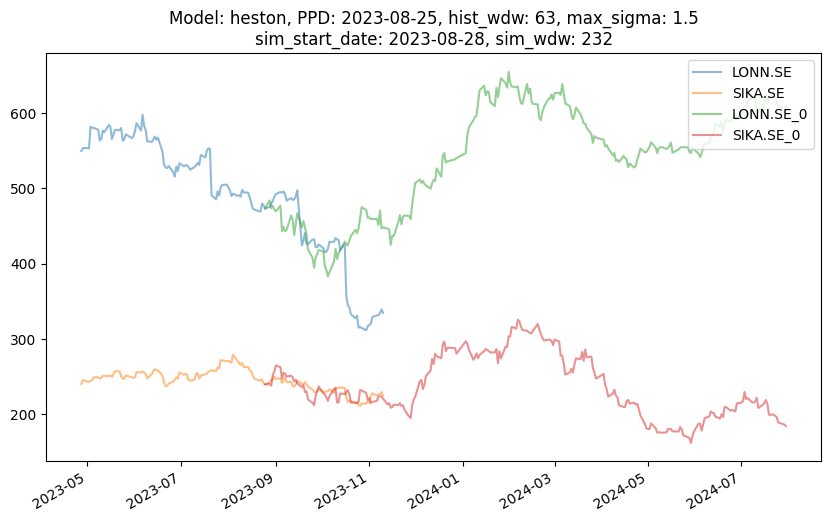 Model: heston, PPD: 2023-08-25, hist_wdw: 63, max_sigma: 1.5
sim_start_date: 2023-08-28, sim_wdw: 232
LONN.SE
SIKA.SE
LONN.SE_0
SIKA.SE_0
600
500
400
300
200
2023-05
2023-07
2023-09
2023-11
2024-01
2024-03
2024-05
2024-07